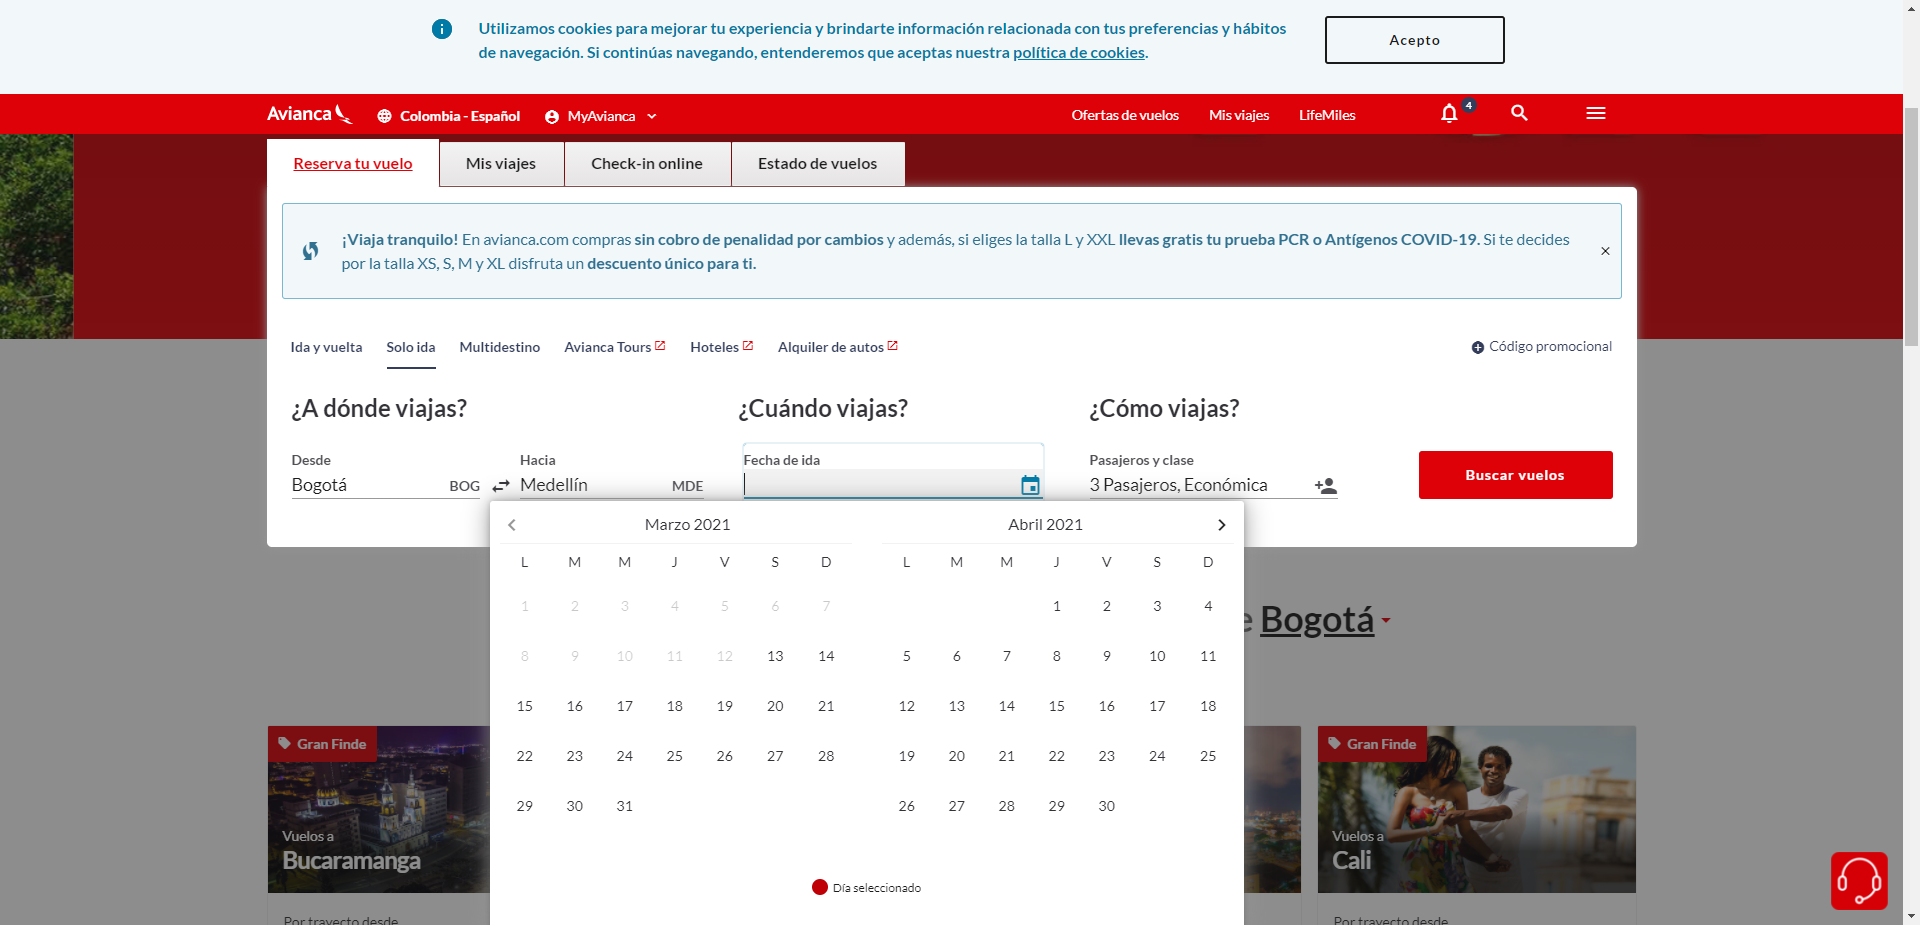 Utilizamos cookies para mejorar tu experiencia y brindarte información relacionada con tus preferencias y hábitos
de navegación. Si continúas navegando, entenderemos que aceptas nuestra política de cookies.
Acepto
Avianca
Colombia - Español
MyAvianca
Ofertas de vuelos
Mis viajes
LifeMiles
4
Reserva tu vuelo
Mis viajes
Check-in online
Estado de vuelos
¡Viaja tranquilo! En avianca.com compras sin cobro de penalidad por cambios y además, si eliges la talla L y XXL llevas gratis tu prueba PCR o Antígenos COVID-19. Si te decides
por la talla XS, S, M y XL disfruta un descuento único para ti.
Ida y vuelta
Solo ida
Multidestino
Avianca Tours
Hoteles
Alquiler de autos
Código promocional
¿A dónde viajas?
¿Cuándo viajas?
¿Cómo viajas?
Desde
Bogotá BOG
Hacia
Medellín MDE
Fecha de ida
Pasajeros y clase
3 Pasajeros, Económica
Buscar vuelos
Marzo 2021
L M M J V S D
1 2 3 4 5 6 7
8 9 10 11 12 13 14
15 16 17 18 19 20 21
22 23 24 25 26 27 28
29 30 31
Abril 2021
L M M J V S D
1 2 3 4
5 6 7 8 9 10 11
12 13 14 15 16 17 18
19 20 21 22 23 24 25
26 27 28 29 30
Día seleccionado
e Bogotá
Gran Finde
Vuelos a
Bucaramanga
Por trayecto desde
Gran Finde
Vuelos a
Cali
Por trayecto desde